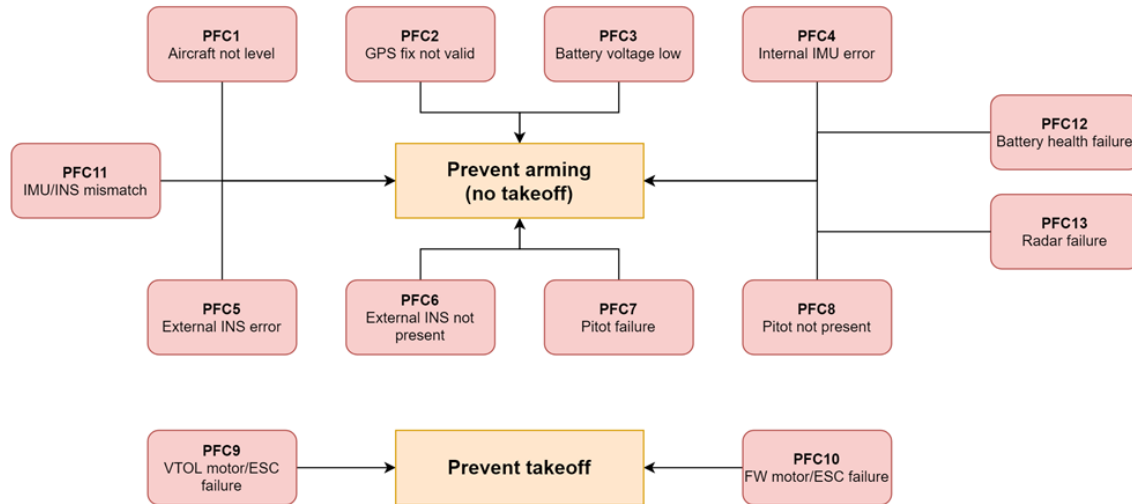 PFC1
Aircraft not level
PFC2
GPS fix not valid
PFC3
Battery voltage low
PFC4
Internal IMU error
PFC12
Battery health failure
PFC11
IMU/INS mismatch
Prevent arming
(no takeoff)
PFC13
Radar failure
PFC5
External INS error
PFC6
External INS not
present
PFC7
Pitot failure
PFC8
Pitot not present
PFC9
VTOL motor/ESC
failure
Prevent takeoff
PFC10
FW motor/ESC failure